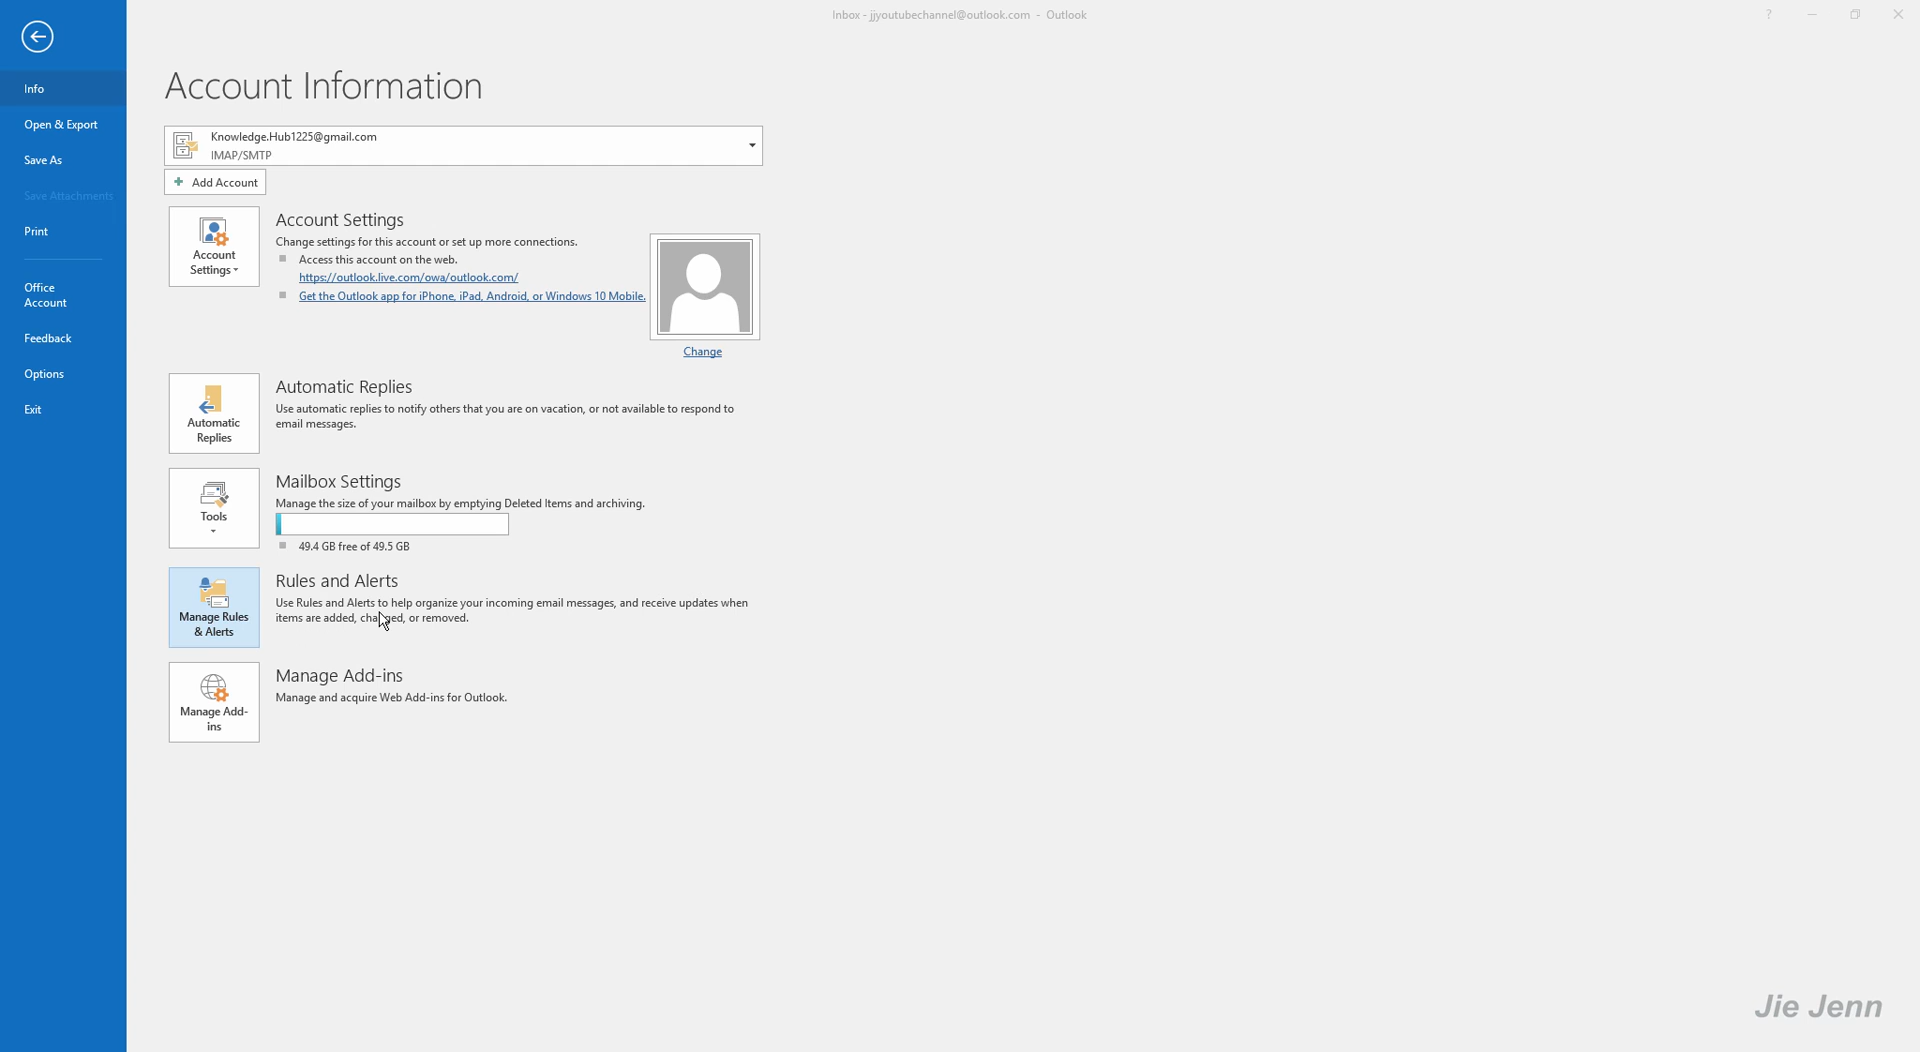 Inbox - jjyoutubechannel@outlook.com - Outlook
?
Info
Open & Export
Save As
Save Attachments
Print
Office
Account
Feedback
Options
Exit
Account Information
Knowledge.Hub1225@gmail.com
IMAP/SMTP
Add Account
Account
Settings
Account Settings
Change settings for this account or set up more connections.
Access this account on the web.
https://outlook.live.com/owa/outlook.com/
Get the Outlook app for iPhone, iPad, Android, or Windows 10 Mobile.
Change
Automatic
Replies
Automatic Replies
Use automatic replies to notify others that you are on vacation, or not available to respond to
email messages.
Tools
Mailbox Settings
Manage the size of your mailbox by emptying Deleted Items and archiving.
49.4 GB free of 49.5 GB
Manage Rules
& Alerts
Rules and Alerts
Use Rules and Alerts to help organize your incoming email messages, and receive updates when
items are added, changed, or removed.
Manage Add-
ins
Manage Add-ins
Manage and acquire Web Add-ins for Outlook.
Jie Jenn